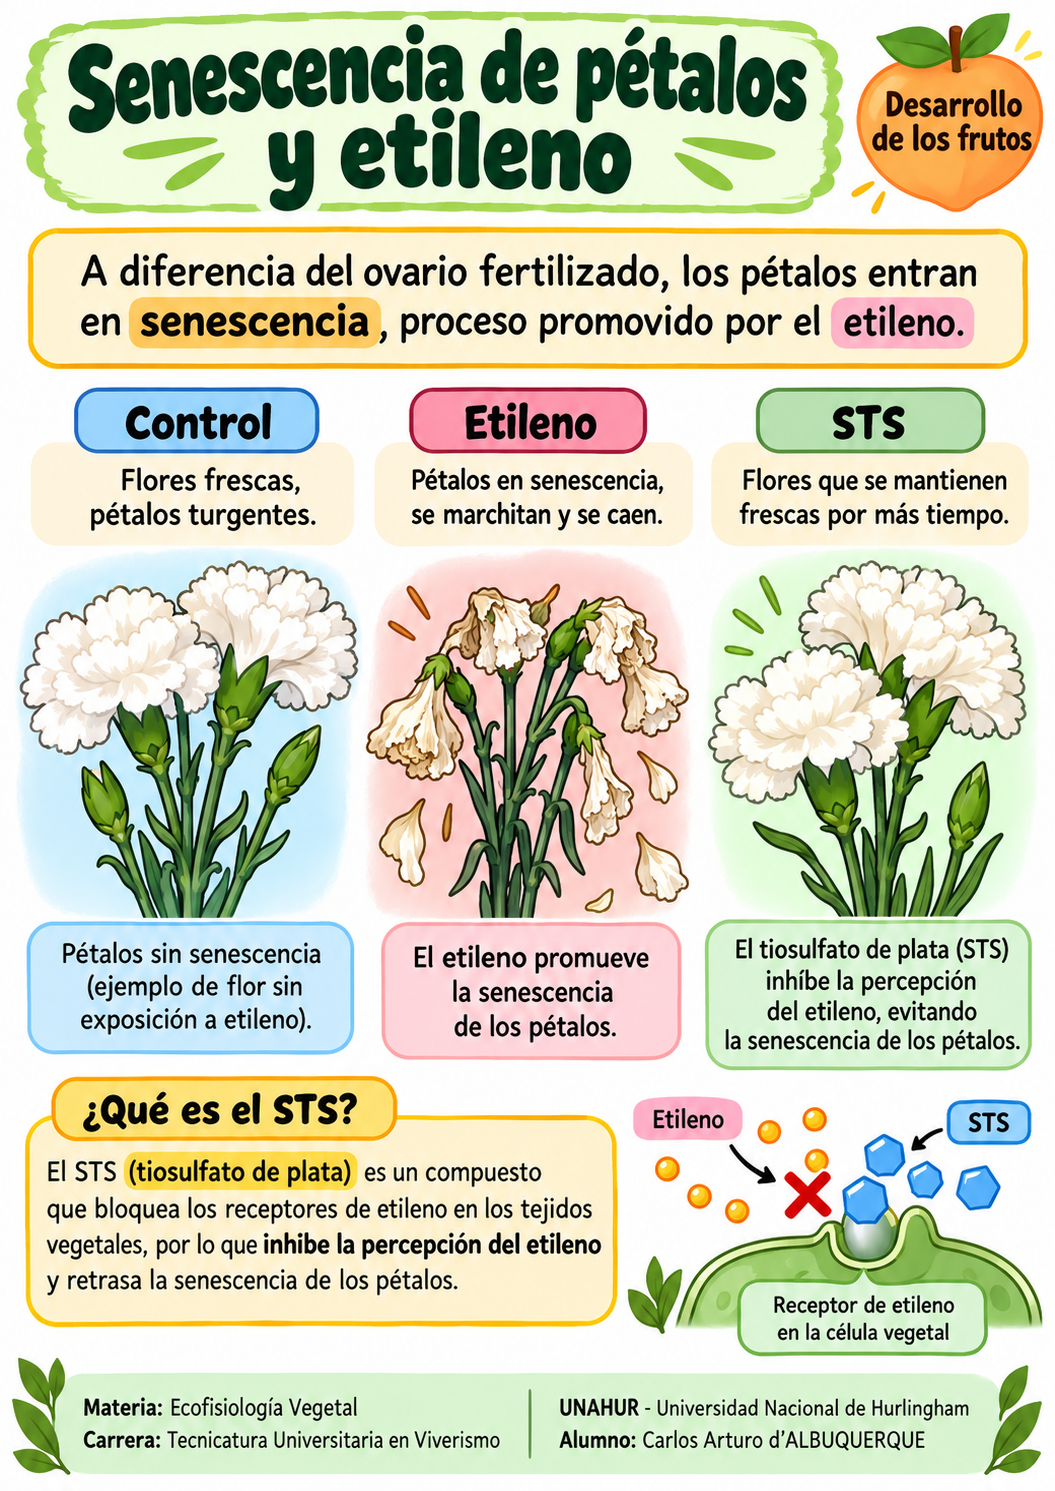 Senescencia de pétalos
y etileno
Desarrollo
de los frutos
A diferencia del ovario fertilizado, los pétalos entran
en senescencia, proceso promovido por el etileno.
Control
Flores frescas,
pétalos turgentes.
Etileno
Pétalos en senescencia,
se marchitan y se caen.
STS
Flores que se mantienen
frescas por más tiempo.
Pétalos sin senescencia
(ejemplo de flor sin
exposición a etileno).
El etileno promueve
la senescencia
de los pétalos.
El tiosulfato de plata (STS)
inhíbe la percepción
del etileno, evitando
la senescencia de los pétalos.
¿Qué es el STS?
El STS (tiosulfato de plata) es un compuesto
que bloquea los receptores de etileno en los tejidos
vegetales, por lo que inhibe la percepción del etileno
y retrasa la senescencia de los pétalos.
Etileno
STS
Receptor de etileno
en la célula vegetal
Materia: Ecofisiología Vegetal
Carrera: Tecnicatura Universitaria en Viverismo
UNAHUR - Universidad Nacional de Hurlingham
Alumno: Carlos Arturo d'ALBUQUERQUE